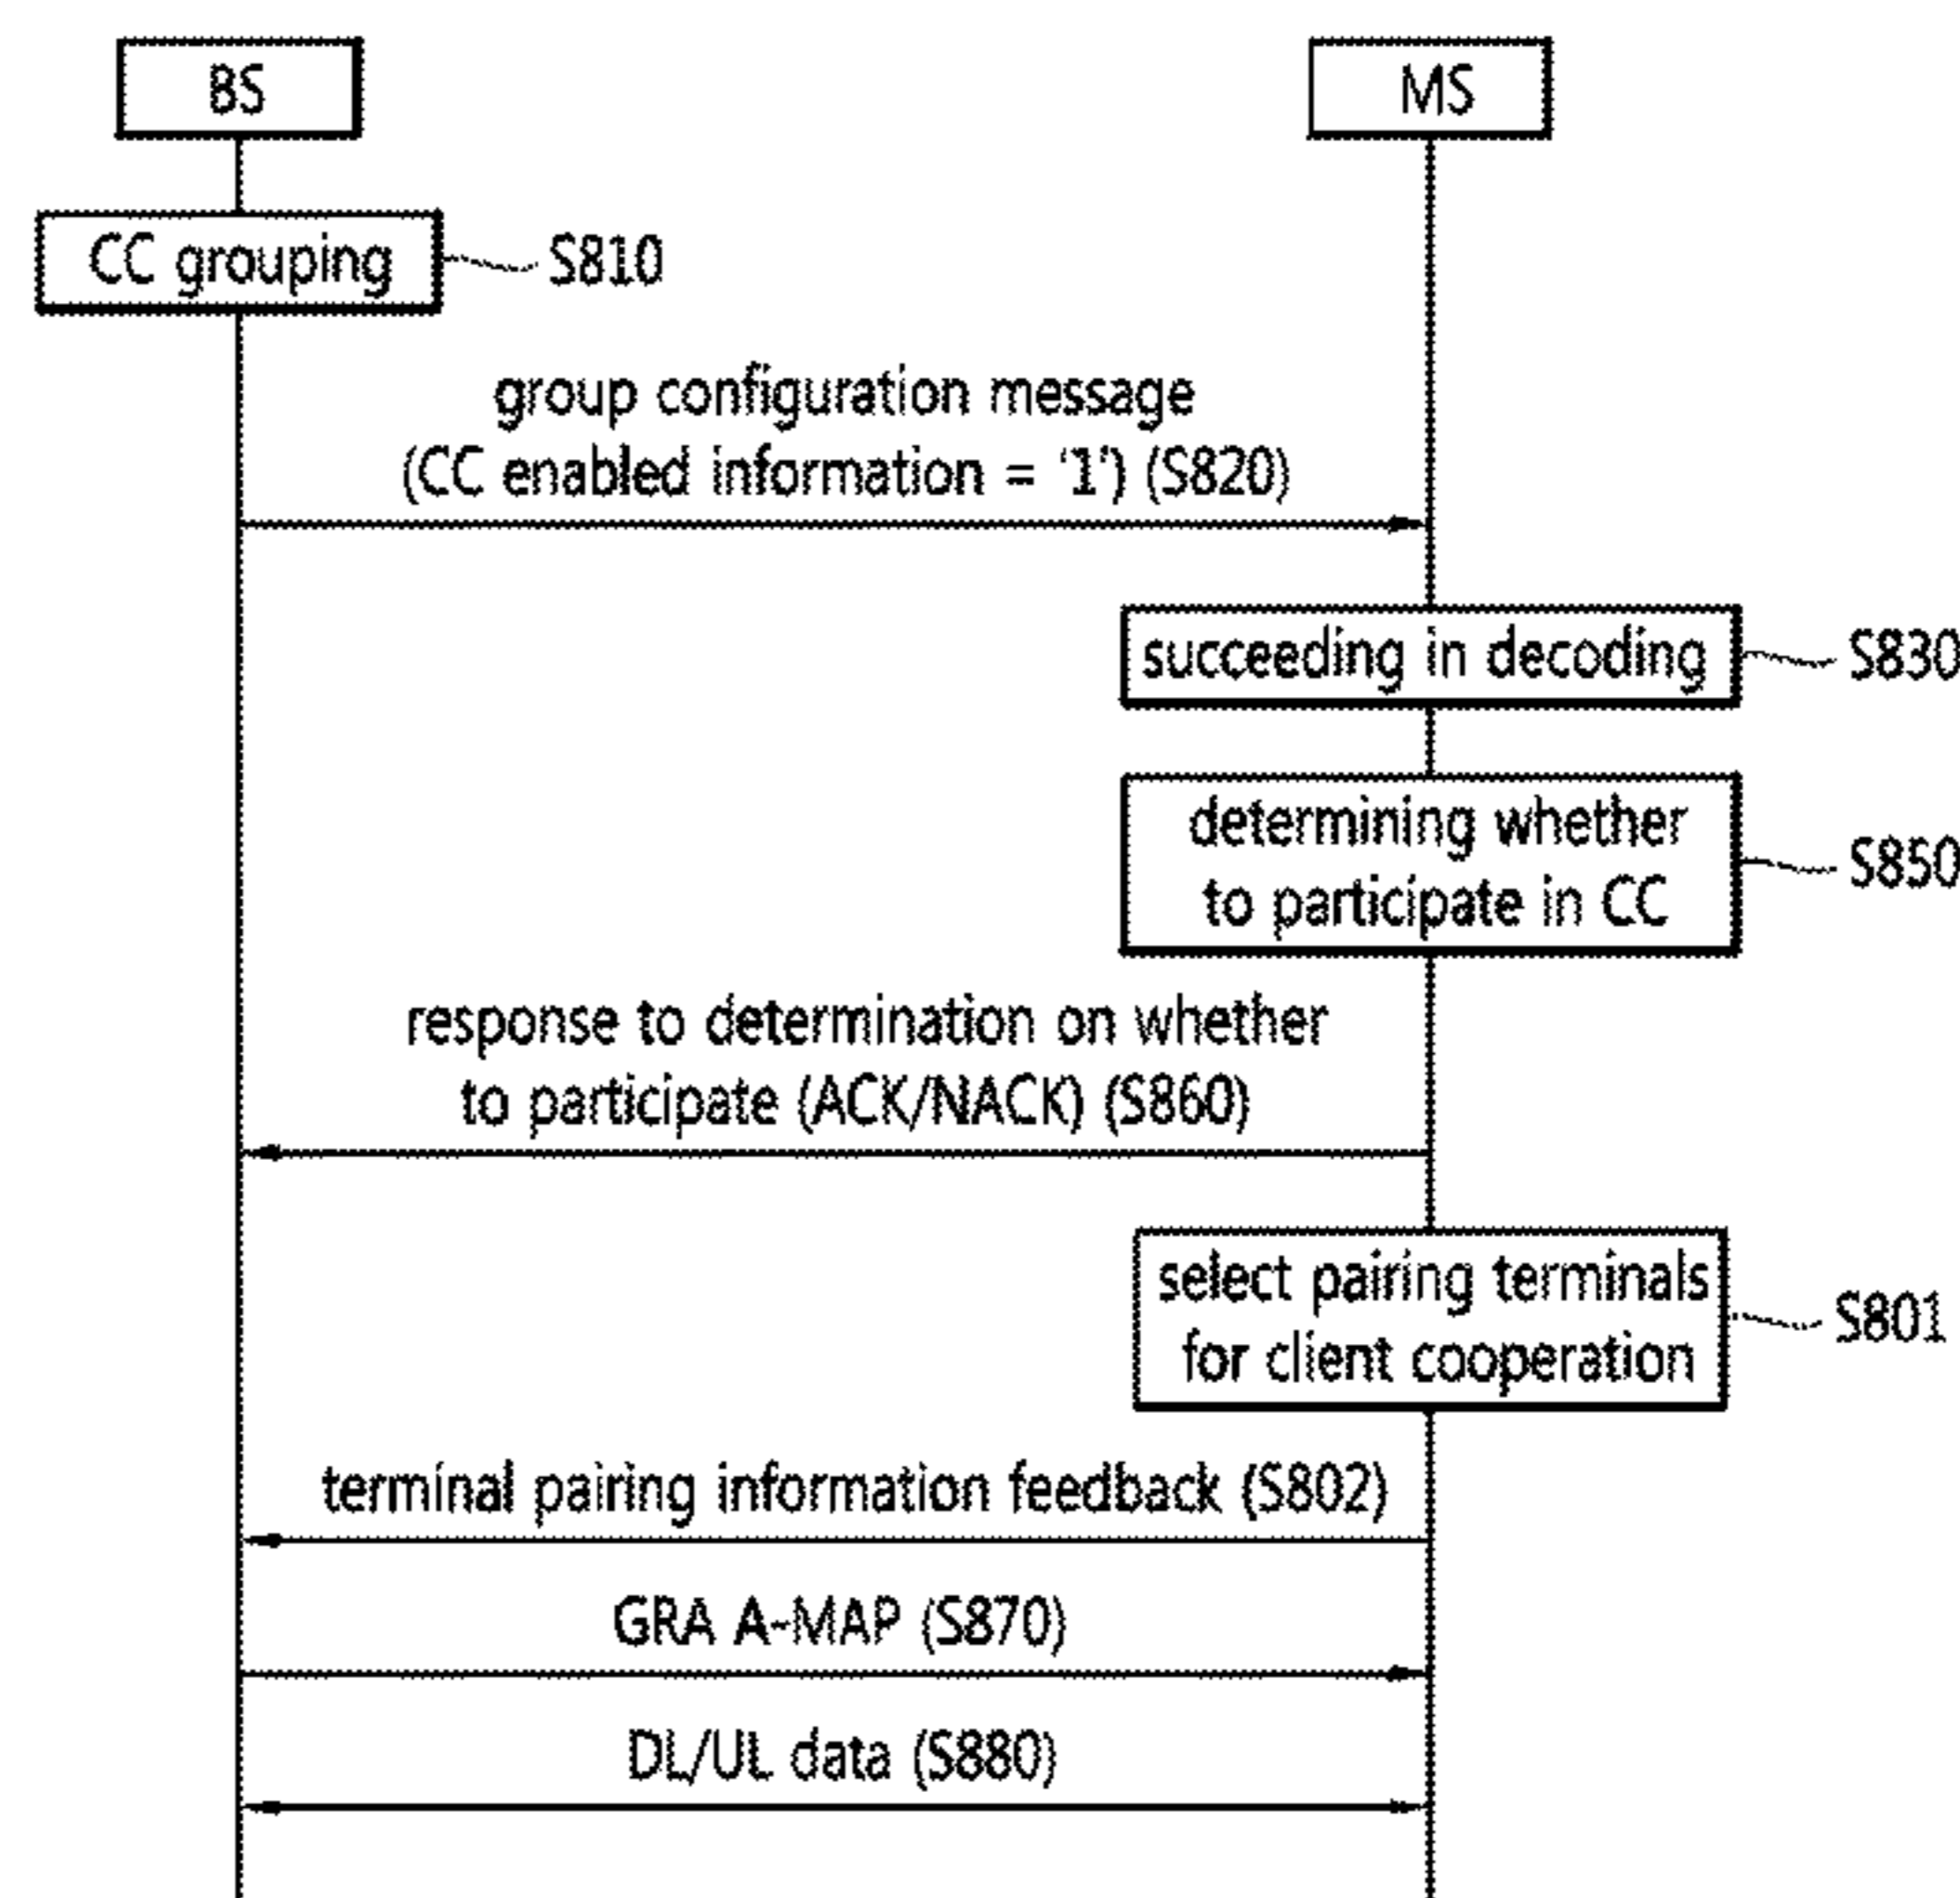 BS
MS
CC grouping
S810
group configuration message
(CC enabled information = '1') (S820)
succeeding in decoding
S830
determining whether
to participate in CC
S850
response to determination on whether
to participate (ACK/NACK) (S860)
select pairing terminals
for client cooperation
S801
terminal pairing information feedback (S802)
GRA A-MAP (S870)
DL/UL data (S880)